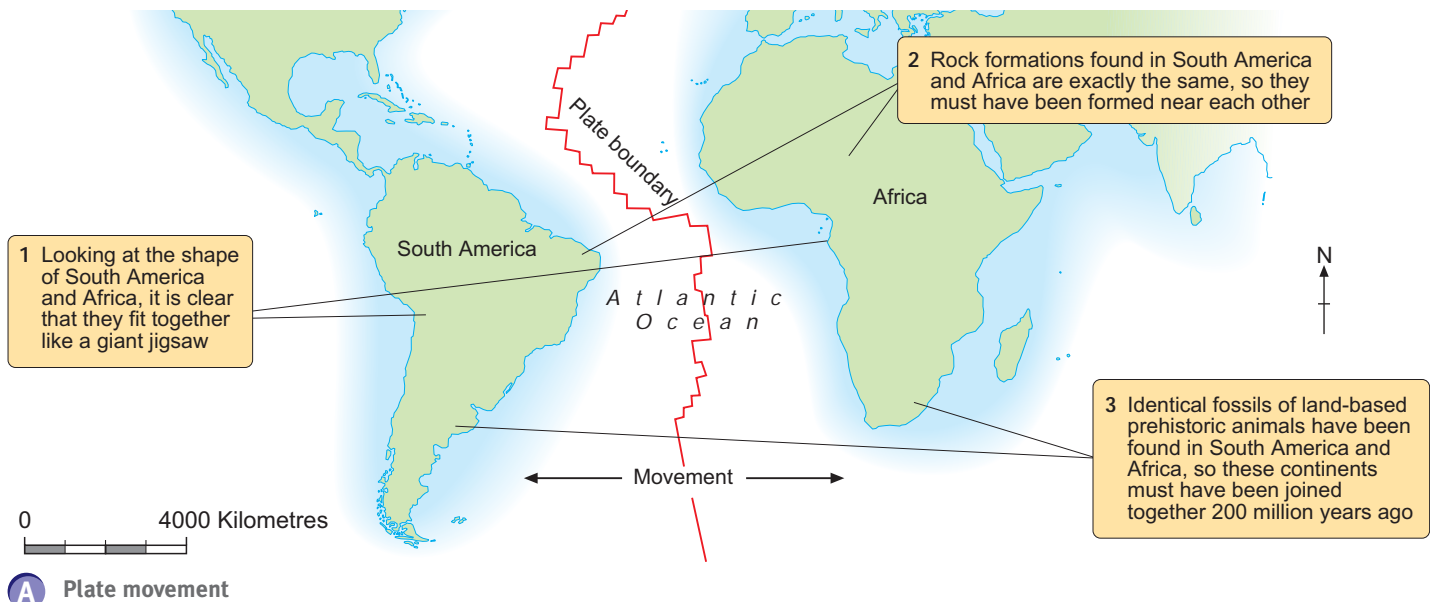 2 Rock formations found in South America
and Africa are exactly the same, so they
must have been formed near each other
Plate boundary
Africa
South America
1 Looking at the shape
of South America
and Africa, it is clear
that they fit together
like a giant jigsaw
N
Atlantic
Ocean
3 Identical fossils of land-based
prehistoric animals have been
found in South America and
Africa, so these continents
must have been joined
together 200 million years ago
Movement
0 4000 Kilometres
A Plate movement